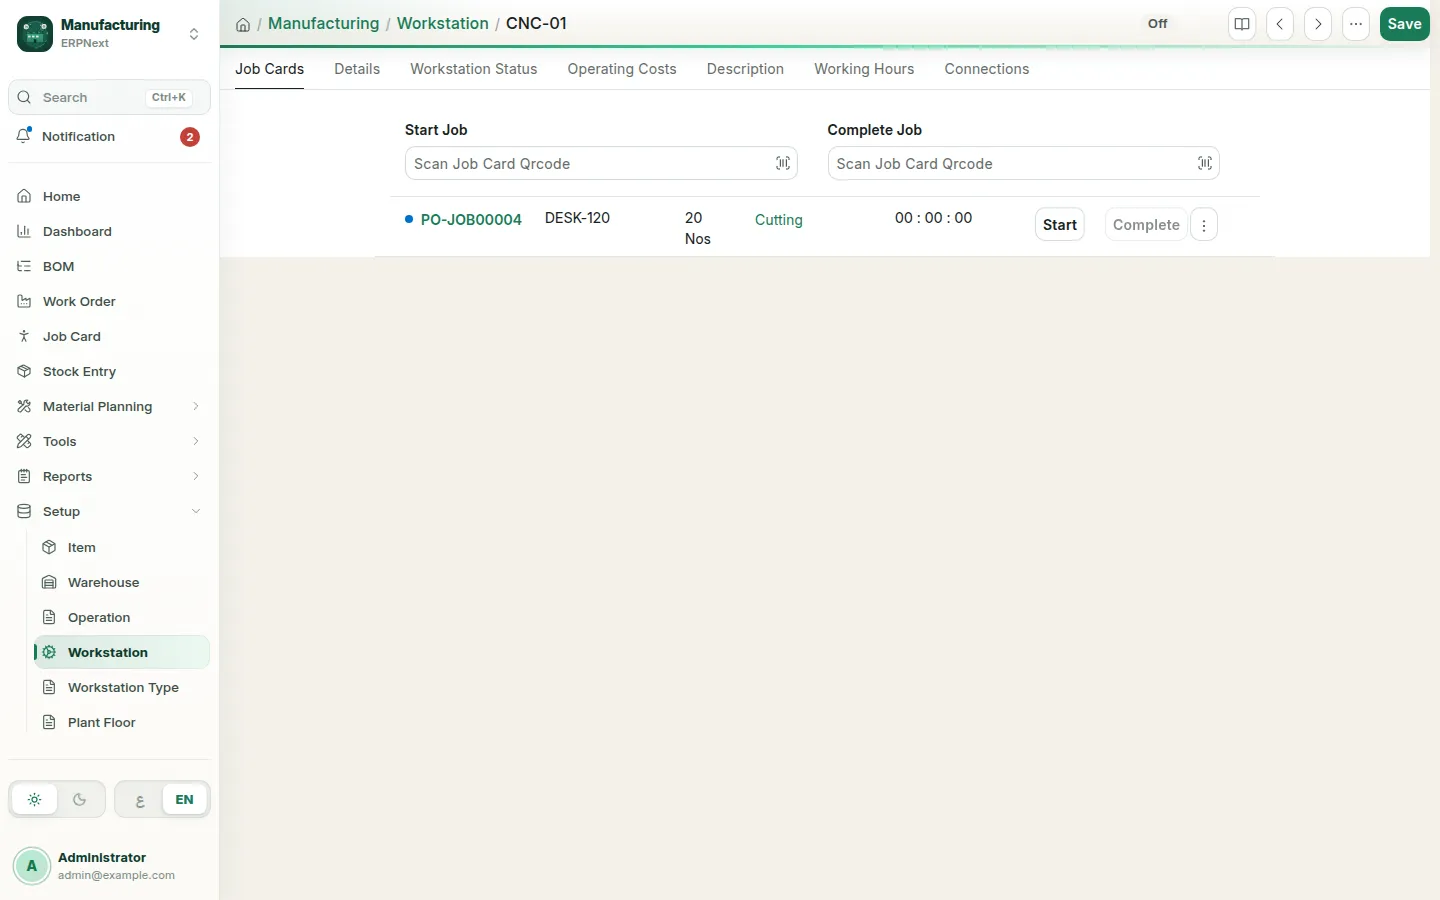 Manufacturing
ERPNext
Search Ctrl+K
Notification 2
Home
Dashboard
BOM
Work Order
Job Card
Stock Entry
Material Planning
Tools
Reports
Setup
Item
Warehouse
Operation
Workstation
Workstation Type
Plant Floor
ع EN
A
Administrator
admin@example.com
/ Manufacturing / Workstation / CNC-01
Off
Save
Job Cards Details Workstation Status Operating Costs Description Working Hours Connections
Start Job Complete Job
Scan Job Card Qrcode Scan Job Card Qrcode
PO-JOB00004 DESK-120 20 Nos Cutting 00 : 00 : 00 Start Complete